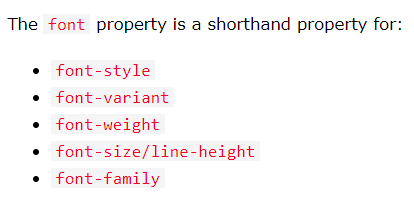 The font property is a shorthand property for:
font-style
font-variant
font-weight
font-size/line-height
font-family